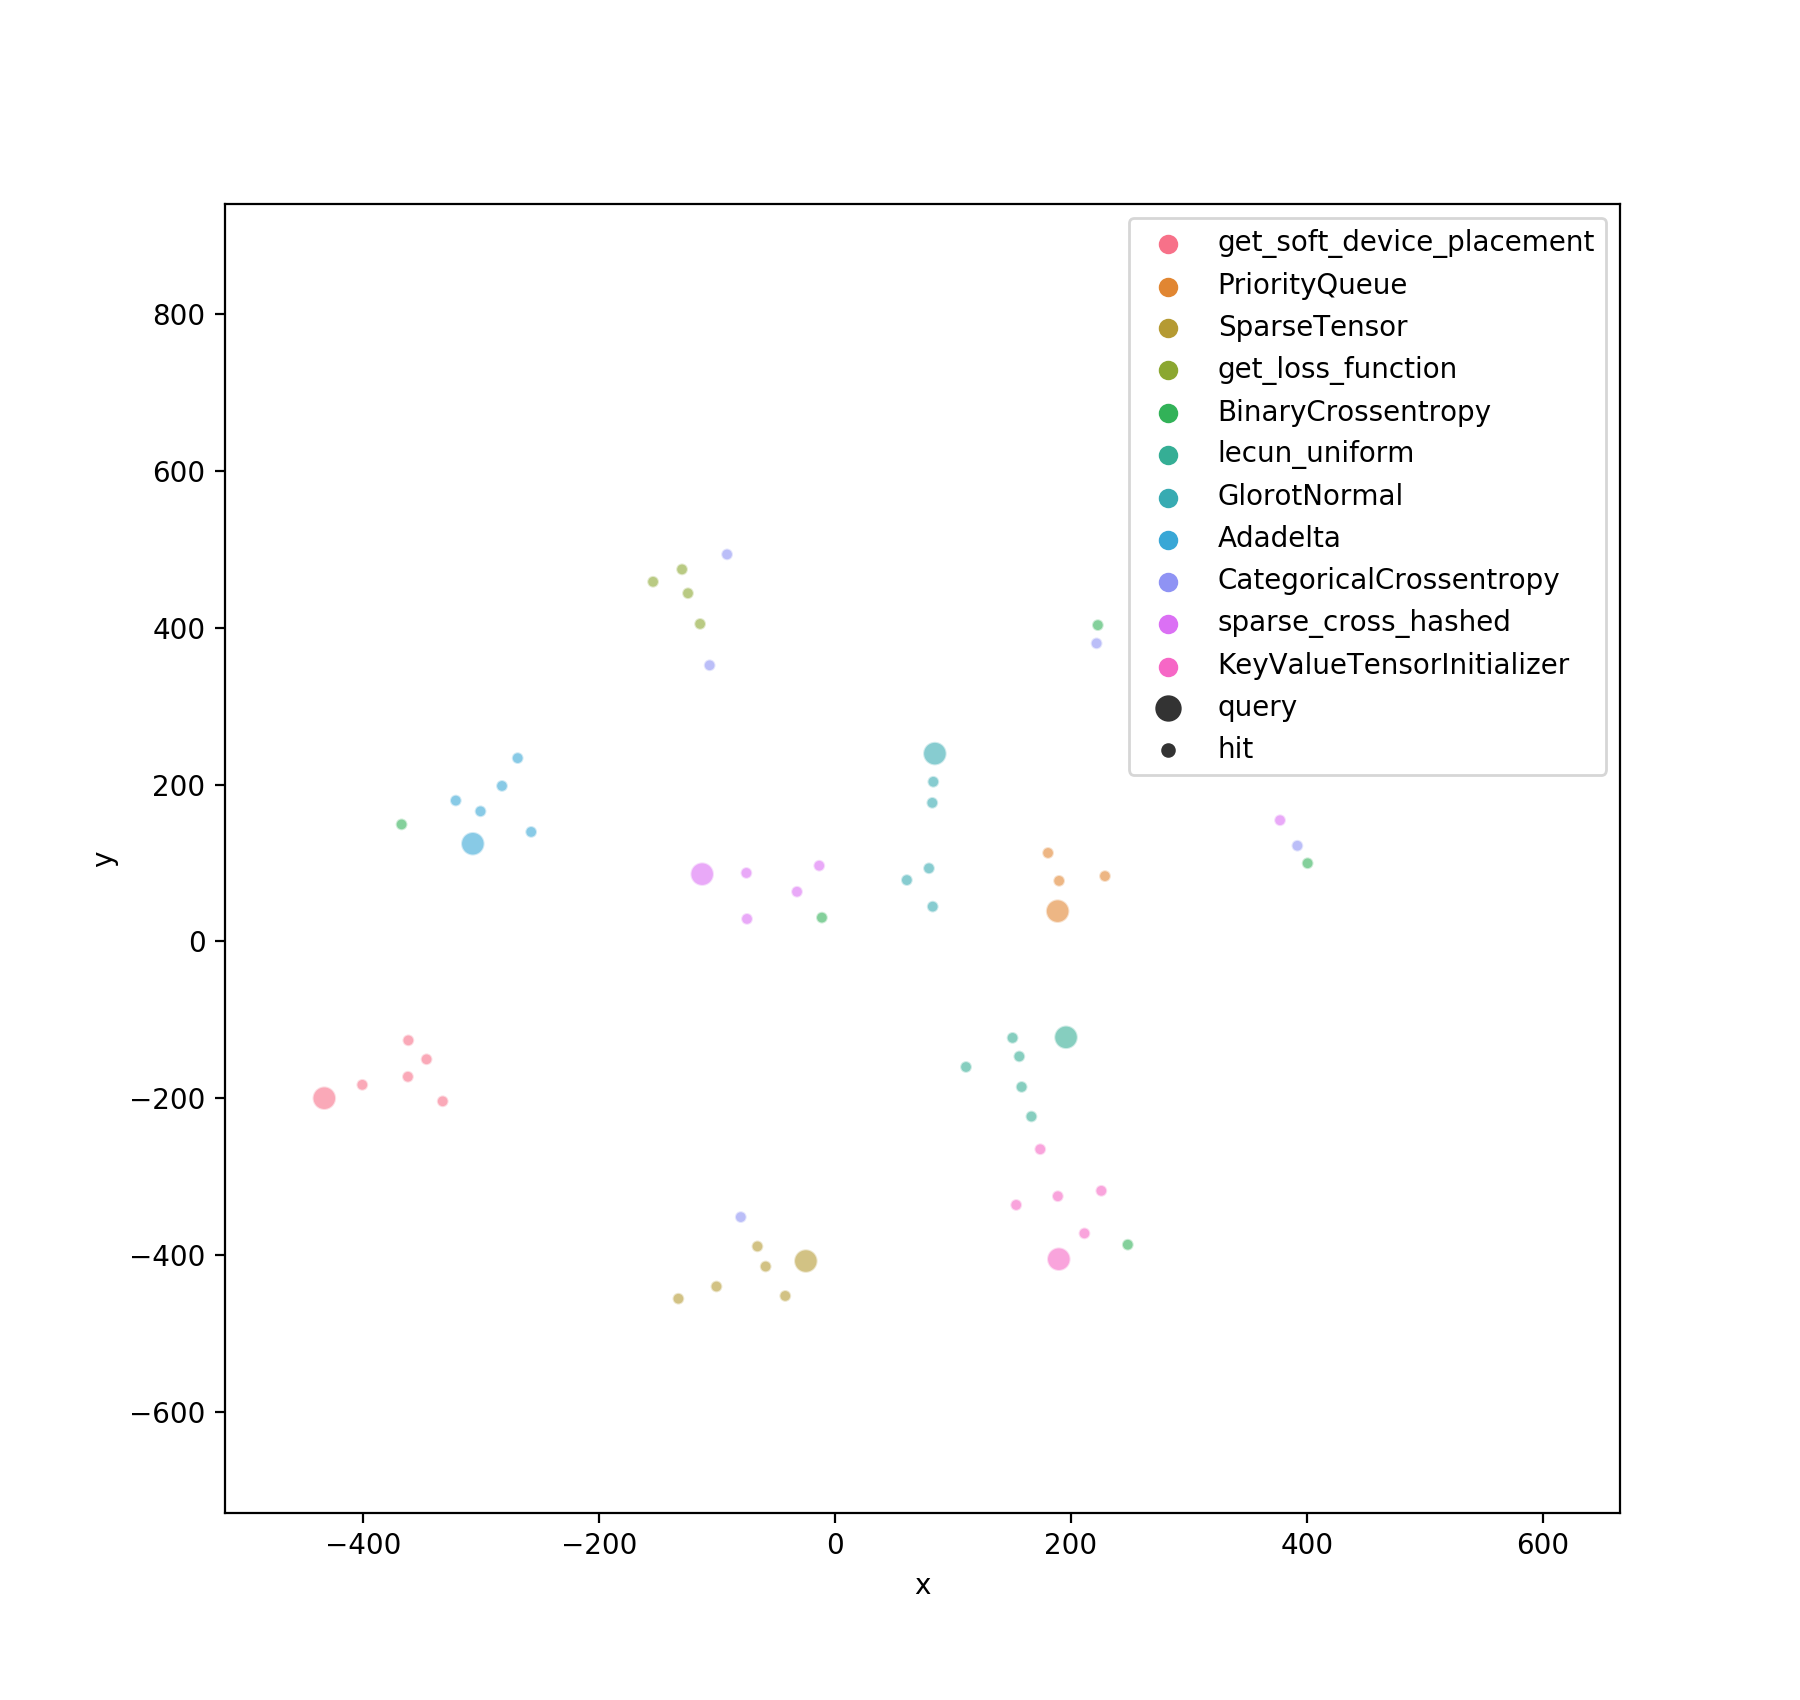 get_soft_device_placement
PriorityQueue
SparseTensor
get_loss_function
BinaryCrossentropy
lecun_uniform
GlorotNormal
Adadelta
CategoricalCrossentropy
sparse_cross_hashed
KeyValueTensorInitializer
query
hit
800
600
400
200
0
−200
−400
−600
y
−400 −200 0 200 400 600
x